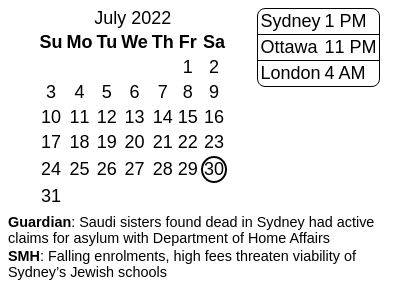 July 2022
Su Mo Tu We Th Fr Sa
1 2
3 4 5 6 7 8 9
10 11 12 13 14 15 16
17 18 19 20 21 22 23
24 25 26 27 28 29 30
31
Sydney 1 PM
Ottawa 11 PM
London 4 AM
Guardian: Saudi sisters found dead in Sydney had active
claims for asylum with Department of Home Affairs
SMH: Falling enrolments, high fees threaten viability of
Sydney’s Jewish schools